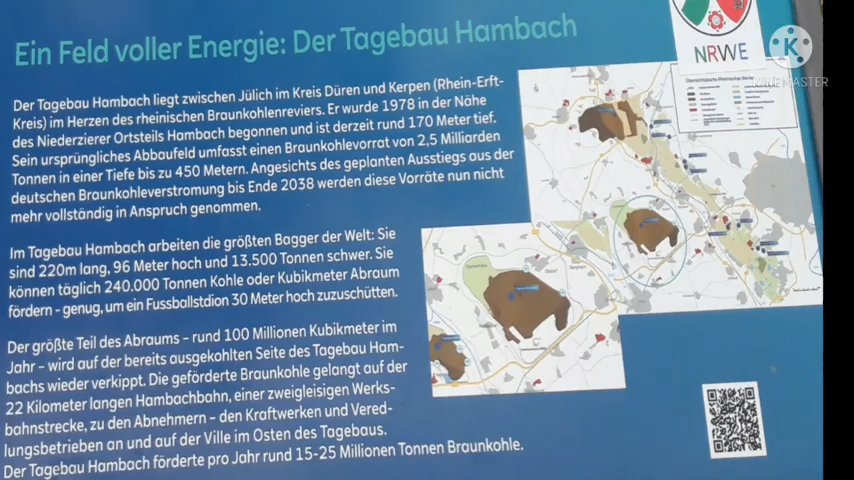 Ein Feld voller Energie: Der Tagebau Hambach
NRWE
K
KINEMASTER
Der Tagebau Hambach liegt zwischen Jülich im Kreis Düren und Kerpen (Rhein-Erft-
Kreis) im Herzen des rheinischen Braunkohlenreviers. Er wurde 1978 in der Nähe
des Niederzierer Ortsteils Hambach begonnen und ist derzeit rund 170 Meter tief.
Sein ursprüngliches Abbaufeld umfasst einen Braunkohlevorrat von 2,5 Milliarden
Tonnen in einer Tiefe bis zu 450 Metern. Angesichts des geplanten Ausstiegs aus der
deutschen Braunkohleverstromung bis Ende 2038 werden diese Vorräte nun nicht
mehr vollständig in Anspruch genommen.
Im Tagebau Hambach arbeiten die größten Bagger der Welt: Sie
sind 220m lang, 96 Meter hoch und 13.500 Tonnen schwer. Sie
können täglich 240.000 Tonnen Kohle oder Kubikmeter Abraum
fördern - genug, um ein Fussballstdion 30 Meter hoch zuzuschütten.
Der größte Teil des Abraums – rund 100 Millionen Kubikmeter im
Jahr – wird auf der bereits ausgekohlten Seite des Tagebau Ham-
bachs wieder verkippt. Die geförderte Braunkohle gelangt auf der
22 Kilometer langen Hambachbahn, einer zweigleisigen Werks-
bahnstrecke, zu den Abnehmern – den Kraftwerken und Vered-
lungsbetrieben an und auf der Ville im Osten des Tagebaus.
Der Tagebau Hambach förderte pro Jahr rund 15-25 Millionen Tonnen Braunkohle.